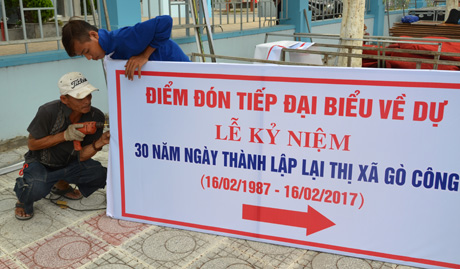 ĐIỂM ĐÓN TIẾP ĐẠI BIỂU VỀ DỰ
LỄ KỶ NIỆM
30 NĂM NGÀY THÀNH LẬP LẠI THỊ XÃ GÒ CÔNG
(16/02/1987 - 16/02/2017)